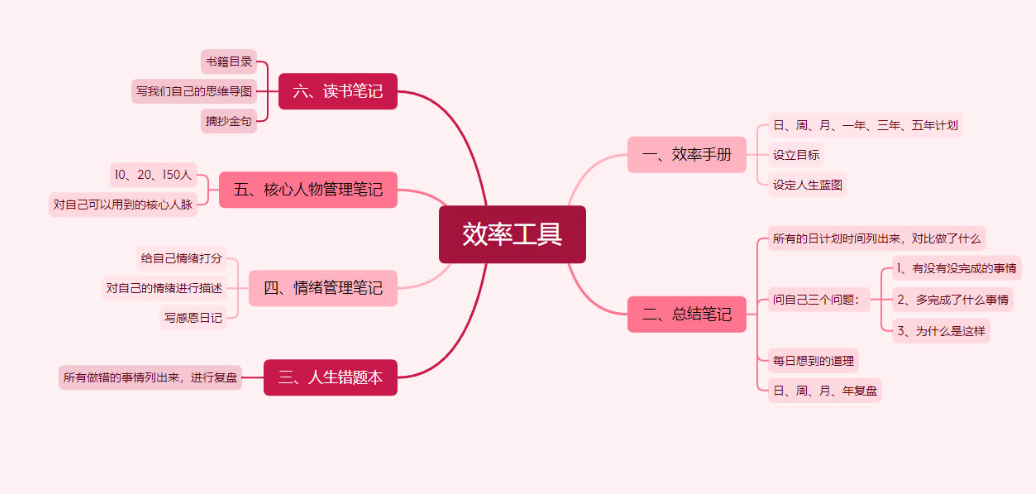 效率工具
一、效率手册
日、周、月、一年、三年、五年计划
设立目标
设定人生蓝图
二、总结笔记
所有的日计划时间列出来，对比做了什么
问自己三个问题：
1、有没有没完成的事情
2、多完成了什么事情
3、为什么是这样
每日想到的道理
日、周、月、年复盘
三、人生错题本
所有做错的事情列出来，进行复盘
四、情绪管理笔记
给自己情绪打分
对自己的情绪进行描述
写感恩日记
五、核心人物管理笔记
10、20、150人
对自己可以用到的核心人脉
六、读书笔记
书籍目录
写我们自己的思维导图
摘抄金句